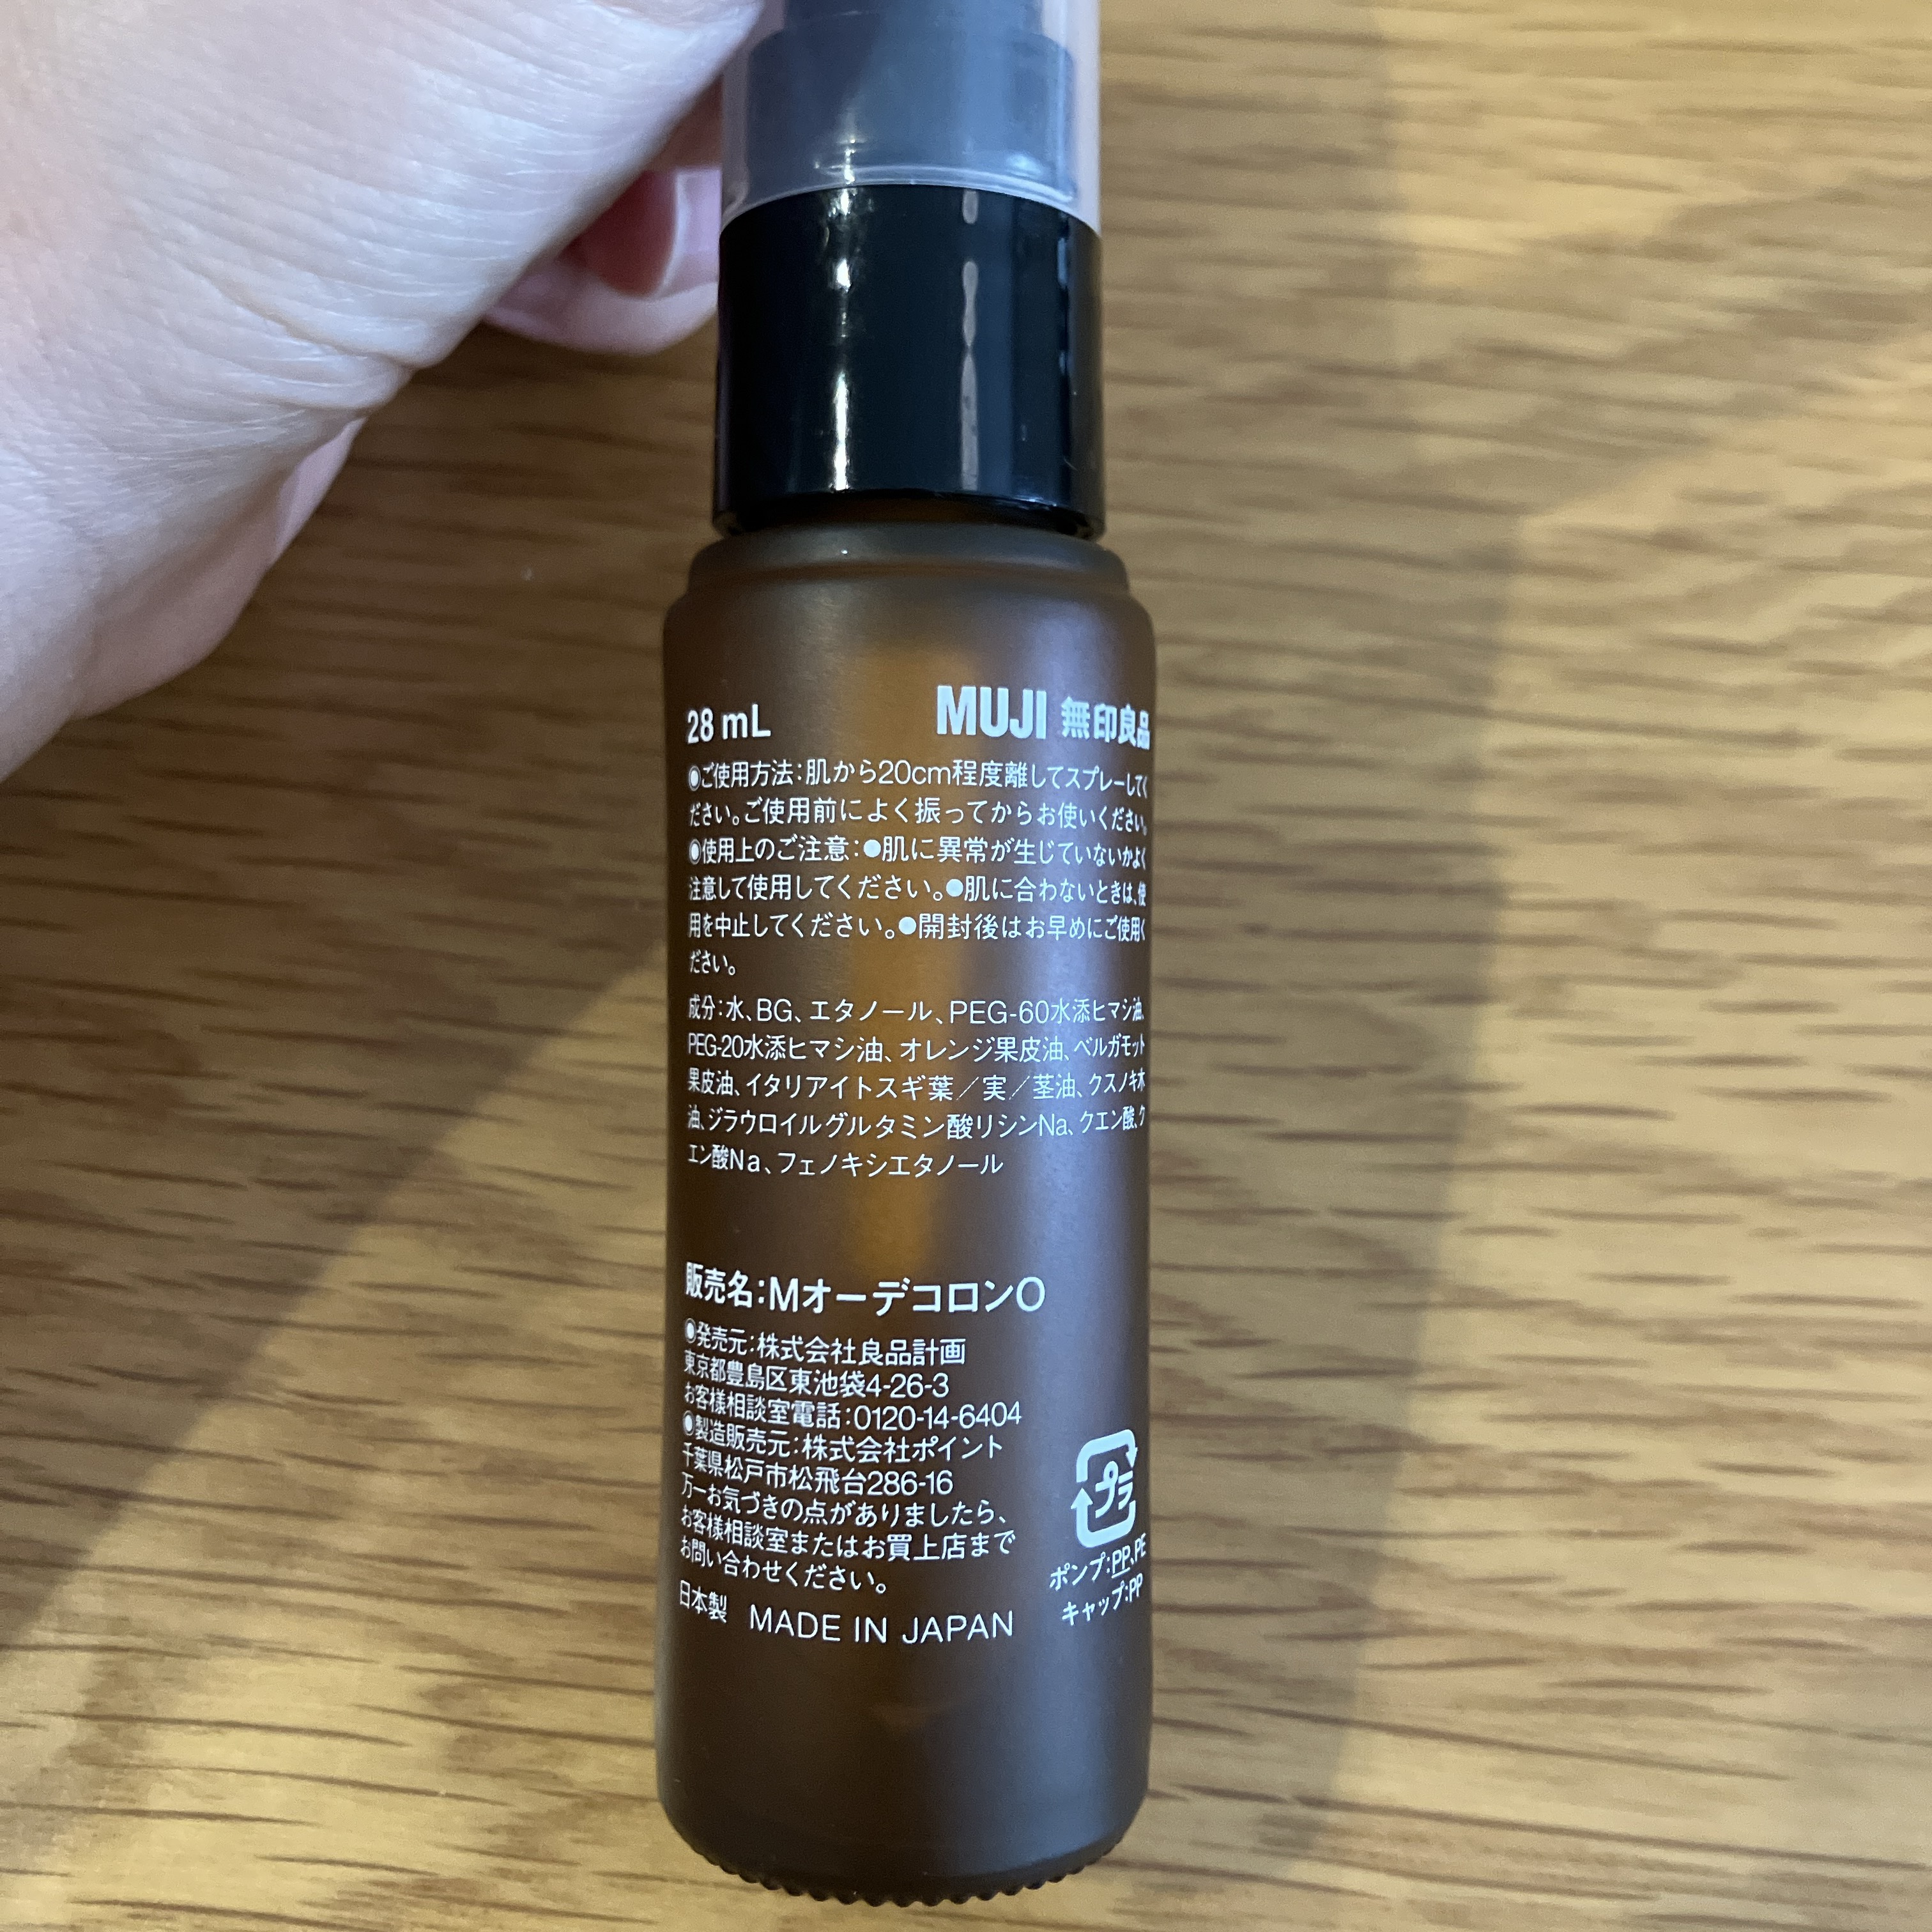 28 mL MUJI 無印良品
◉ご使用方法:肌から20cm程度離してスプレーしてく
ださい。ご使用前によく振ってからお使いください。
◉使用上のご注意:●肌に異常が生じていないかよく
注意して使用してください。●肌に合わないときは、使
用を中止してください。●開封後はお早めにご使用く
ださい。
成分:水、BG、エタノール、PEG-60水添ヒマシ油、
PEG-20水添ヒマシ油、オレンジ果皮油、ベルガモット
果皮油、イタリアイトスギ葉/実/茎油、クスノキ木
油、ジラウロイルグルタミン酸リシンNa、クエン酸、ク
エン酸Na、フェノキシエタノール
販売名:MオーデコロンO
◉発売元:株式会社良品計画
東京都豊島区東池袋4-26-3
お客様相談室電話:0120-14-6404
◉製造販売元:株式会社ポイント
千葉県松戸市松飛台286-16
万一お気づきの点がありましたら、
お客様相談室またはお買上店まで
お問い合わせください。
日本製 MADE IN JAPAN
プラ
ポンプ:PP、PE
キャップ:PP